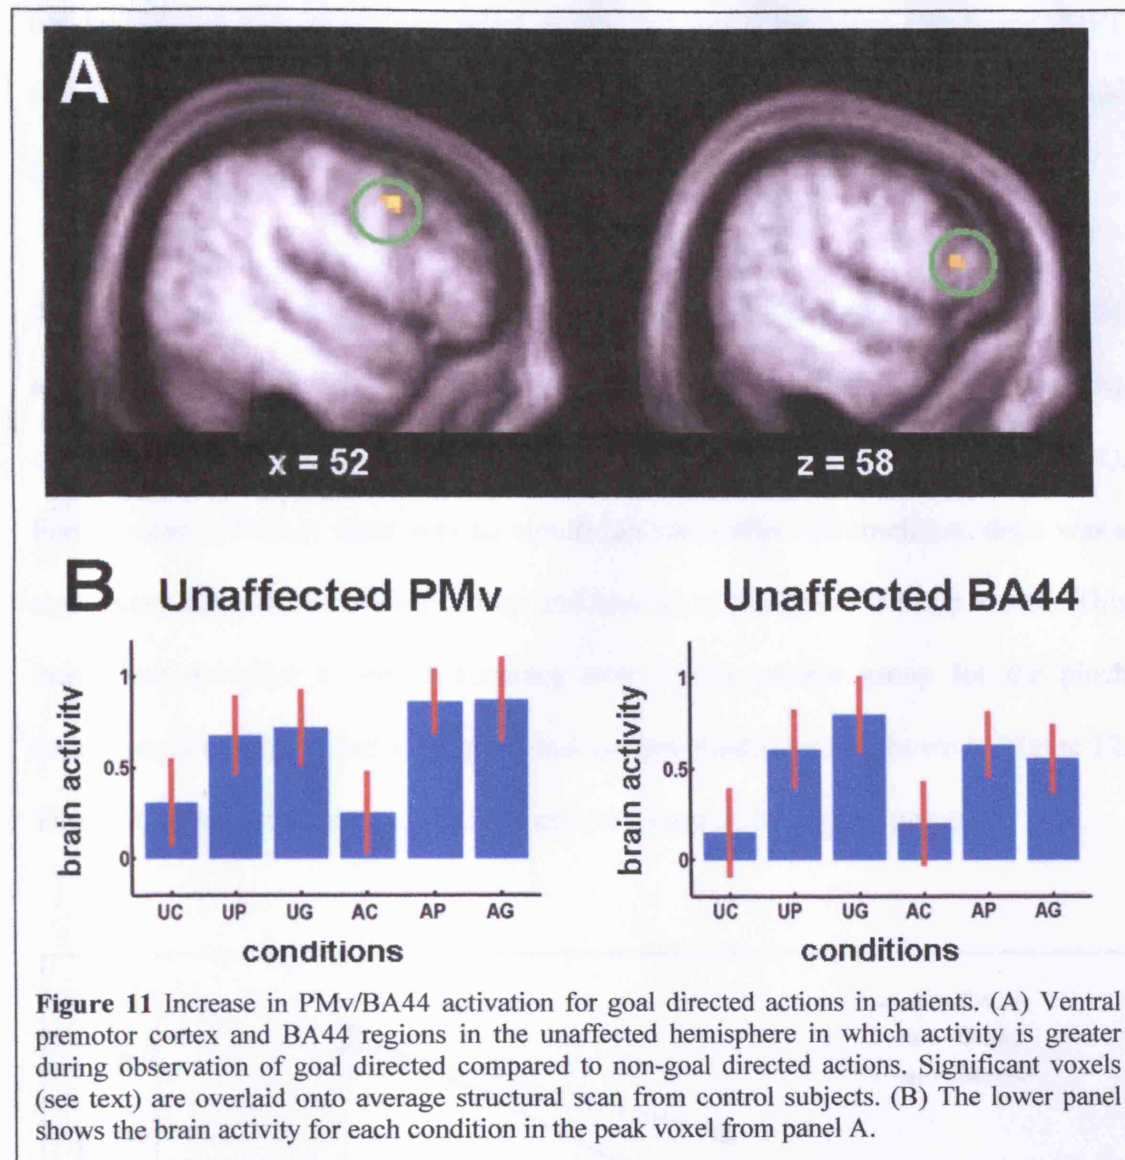 A
x = 52
z = 58
B
Unaffected PMv
Unaffected BA44
brain activity
1
0.5
0
UC UP UG AC AP AG
conditions
brain activity
1
0.5
0
UC UP UG AC AP AG
conditions
Figure 11 Increase in PMv/BA44 activation for goal directed actions in patients. (A) Ventral
premotor cortex and BA44 regions in the unaffected hemisphere in which activity is greater
during observation of goal directed compared to non-goal directed actions. Significant voxels
(see text) are overlaid onto average structural scan from control subjects. (B) The lower panel
shows the brain activity for each condition in the peak voxel from panel A.